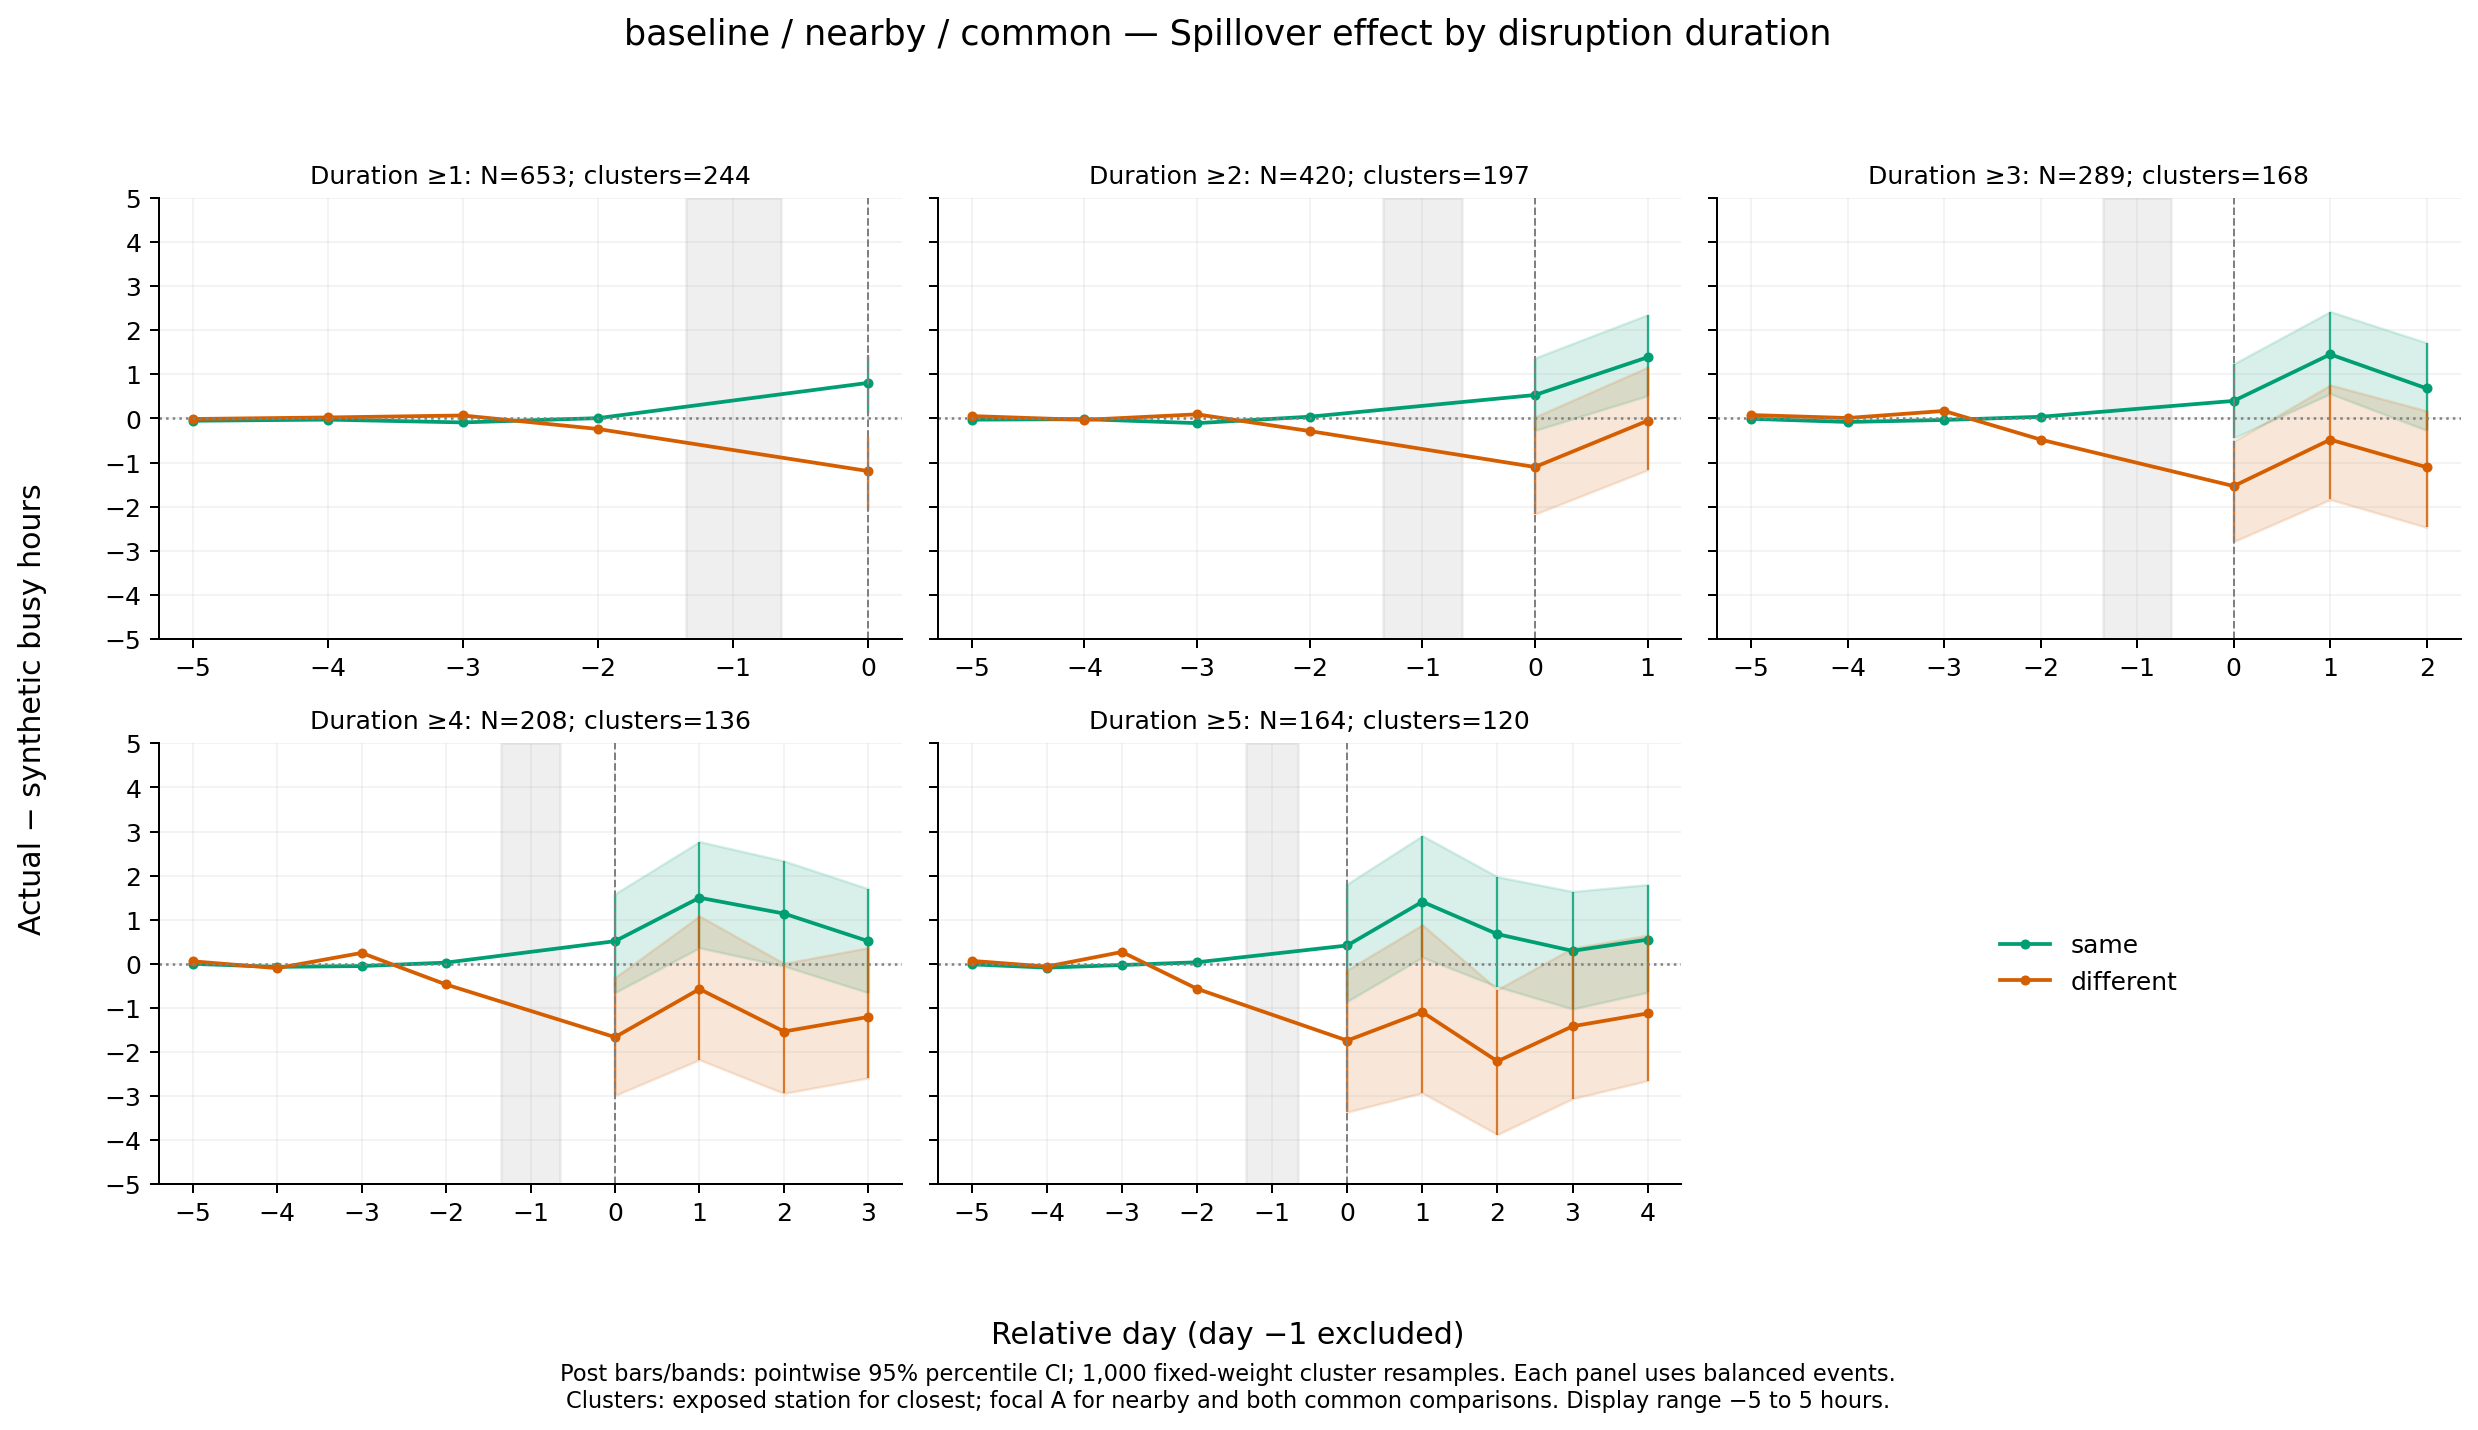 baseline / nearby / common — Spillover effect by disruption duration
Duration ≥1: N=653; clusters=244
Duration ≥2: N=420; clusters=197
Duration ≥3: N=289; clusters=168
5
4
3
2
1
0
−1
−2
−3
−4
−5
−5 −4 −3 −2 −1 0
−5 −4 −3 −2 −1 0 1
−5 −4 −3 −2 −1 0 1 2
Actual − synthetic busy hours
Duration ≥4: N=208; clusters=136
Duration ≥5: N=164; clusters=120
5
4
3
2
1
0
−1
−2
−3
−4
−5
−5 −4 −3 −2 −1 0 1 2 3
−5 −4 −3 −2 −1 0 1 2 3 4
same
different
Relative day (day −1 excluded)
Post bars/bands: pointwise 95% percentile CI; 1,000 fixed-weight cluster resamples. Each panel uses balanced events.
Clusters: exposed station for closest; focal A for nearby and both common comparisons. Display range −5 to 5 hours.